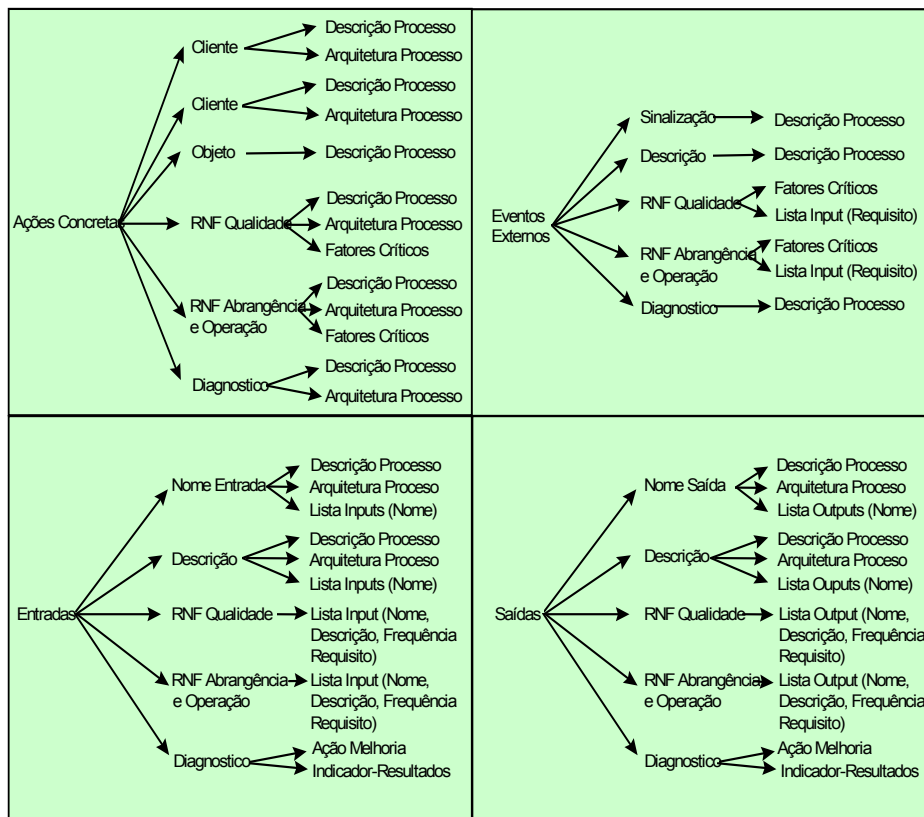 Descrição Processo
Cliente
Arquitetura Processo
Descrição Processo
Cliente
Arquitetura Processo
Objeto
Descrição Processo
Ações Concreta
Descrição Processo
RNF Qualidade
Arquitetura Processo
Fatores Críticos
Descrição Processo
RNF Abrangência
e Operação
Arquitetura Processo
Fatores Críticos
Descrição Processo
Diagnostico
Arquitetura Processo
Eventos
Externos
Sinalização
Descrição Processo
Descrição
Descrição Processo
RNF Qualidade
Fatores Críticos
Lista Input (Requisito)
RNF Abrangência
e Operação
Fatores Críticos
Lista Input (Requisito)
Diagnostico
Descrição Processo
Entradas
Nome Entrada
Descrição Processo
Arquitetura Proceso
Lista Inputs (Nome)
Descrição
Descrição Processo
Arquitetura Proceso
Lista Inputs (Nome)
RNF Qualidade
Lista Input (Nome,
Descrição, Frequência
Requisito)
RNF Abrangência
e Operação
Lista Input (Nome,
Descrição, Frequência
Requisito)
Diagnostico
Ação Melhoria
Indicador-Resultados
Saídas
Nome Saída
Descrição Processo
Arquitetura Proceso
Lista Outputs (Nome)
Descrição
Descrição Processo
Arquitetura Proceso
Lista Ouputs (Nome)
RNF Qualidade
Lista Output (Nome,
Descrição, Frequência
Requisito)
RNF Abrangência
e Operação
Lista Output (Nome,
Descrição, Frequência
Requisito)
Diagnostico
Ação Melhoria
Indicador-Resultados